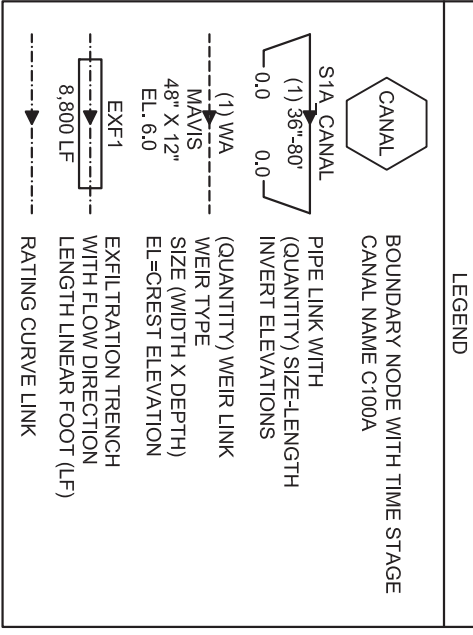 LEGEND
CANAL
BOUNDARY NODE WITH TIME STAGE
CANAL NAME C100A
S1A_CANAL
(1) 36"-80'
0.0
0.0
PIPE LINK WITH
(QUANTITY) SIZE-LENGTH
INVERT ELEVATIONS
(1) WA
MAVIS
48" X 12"
EL. 6.0
(QUANTITY) WEIR LINK
WEIR TYPE
SIZE (WIDTH X DEPTH)
EL=CREST ELEVATION
EXF1
8,800 LF
EXFILTRATION TRENCH
WITH FLOW DIRECTION
LENGTH LINEAR FOOT (LF)
RATING CURVE LINK